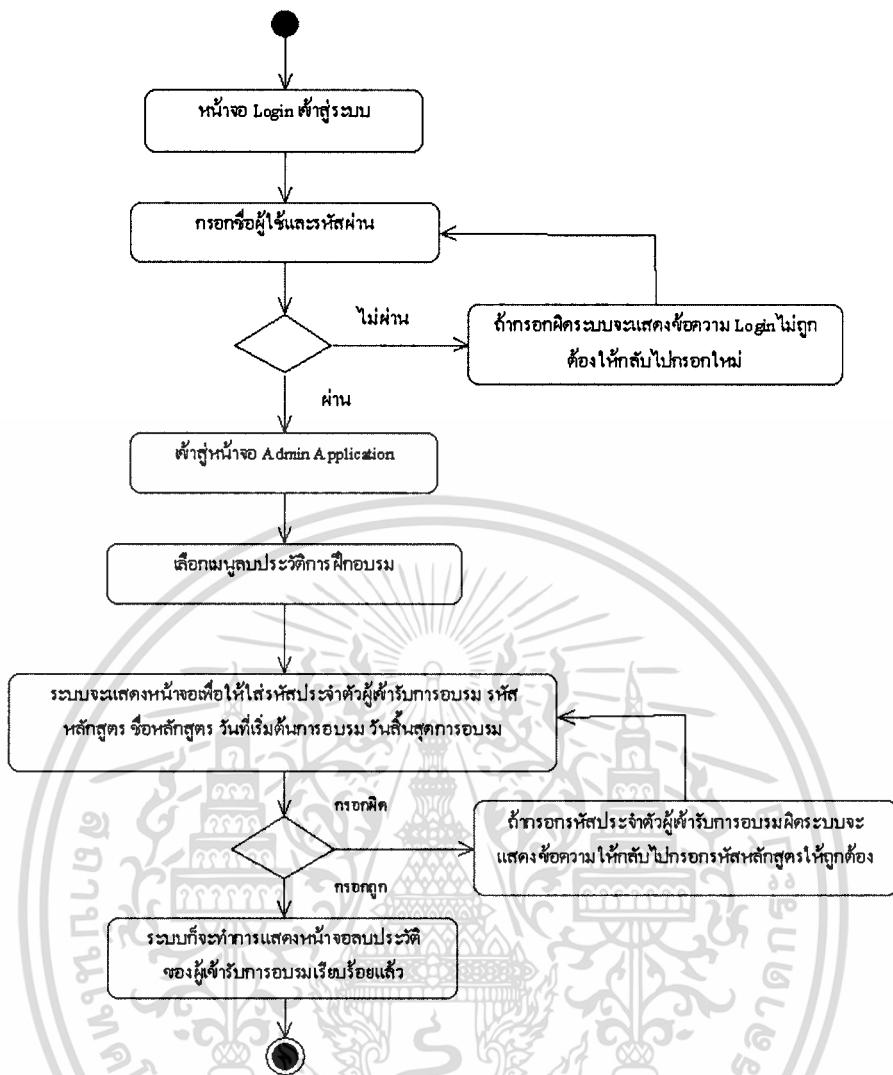 หน้าจอ Login เข้าสู่ระบบ
กรอกชื่อผู้ใช้และรหัสผ่าน
ไม่ผ่าน
ถ้ากรอกผิดระบบจะแสดงข้อความ Login ไม่ถูก
ต้องให้กลับไปกรอกใหม่
ผ่าน
เข้าสู่หน้าจอ Admin Application
เลือกเมนูลบประวัติการฝึกอบรม
ระบบจะแสดงหน้าจอเพื่อให้ใส่รหัสประจำตัวผู้เข้ารับการอบรม รหัส
หลักสูตร ชื่อหลักสูตร วันที่เริ่มต้นการอบรม วันสิ้นสุดการอบรม
กรอกผิด
ถ้ากรอกรหัสประจำตัวผู้เข้ารับการอบรมผิดระบบจะ
แสดงข้อความให้กลับไปกรอกรหัสหลักสูตรให้ถูกต้อง
กรอกถูก
ระบบก็จะทำการแสดงหน้าจอลบประวัติ
ของผู้เข้ารับการอบรมเรียบร้อยแล้ว